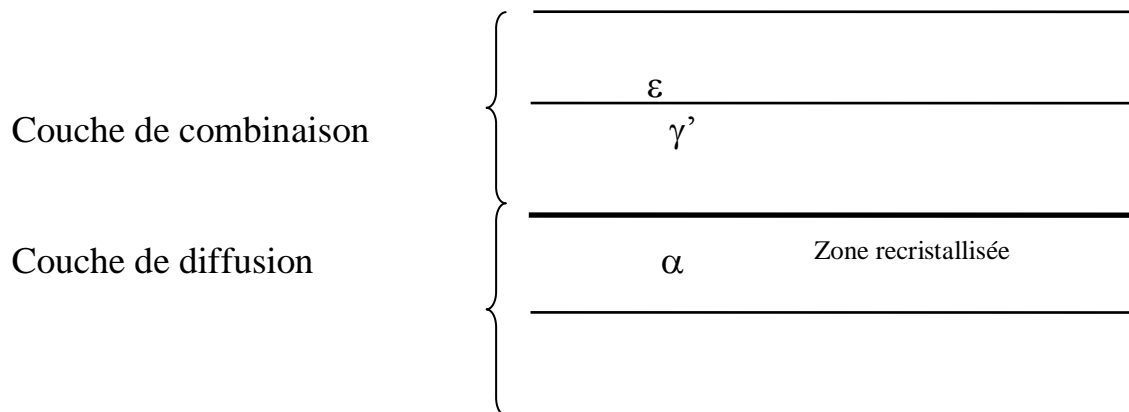 ε
Couche de combinaison
γ’
Couche de diffusion
α
Zone recristallisée